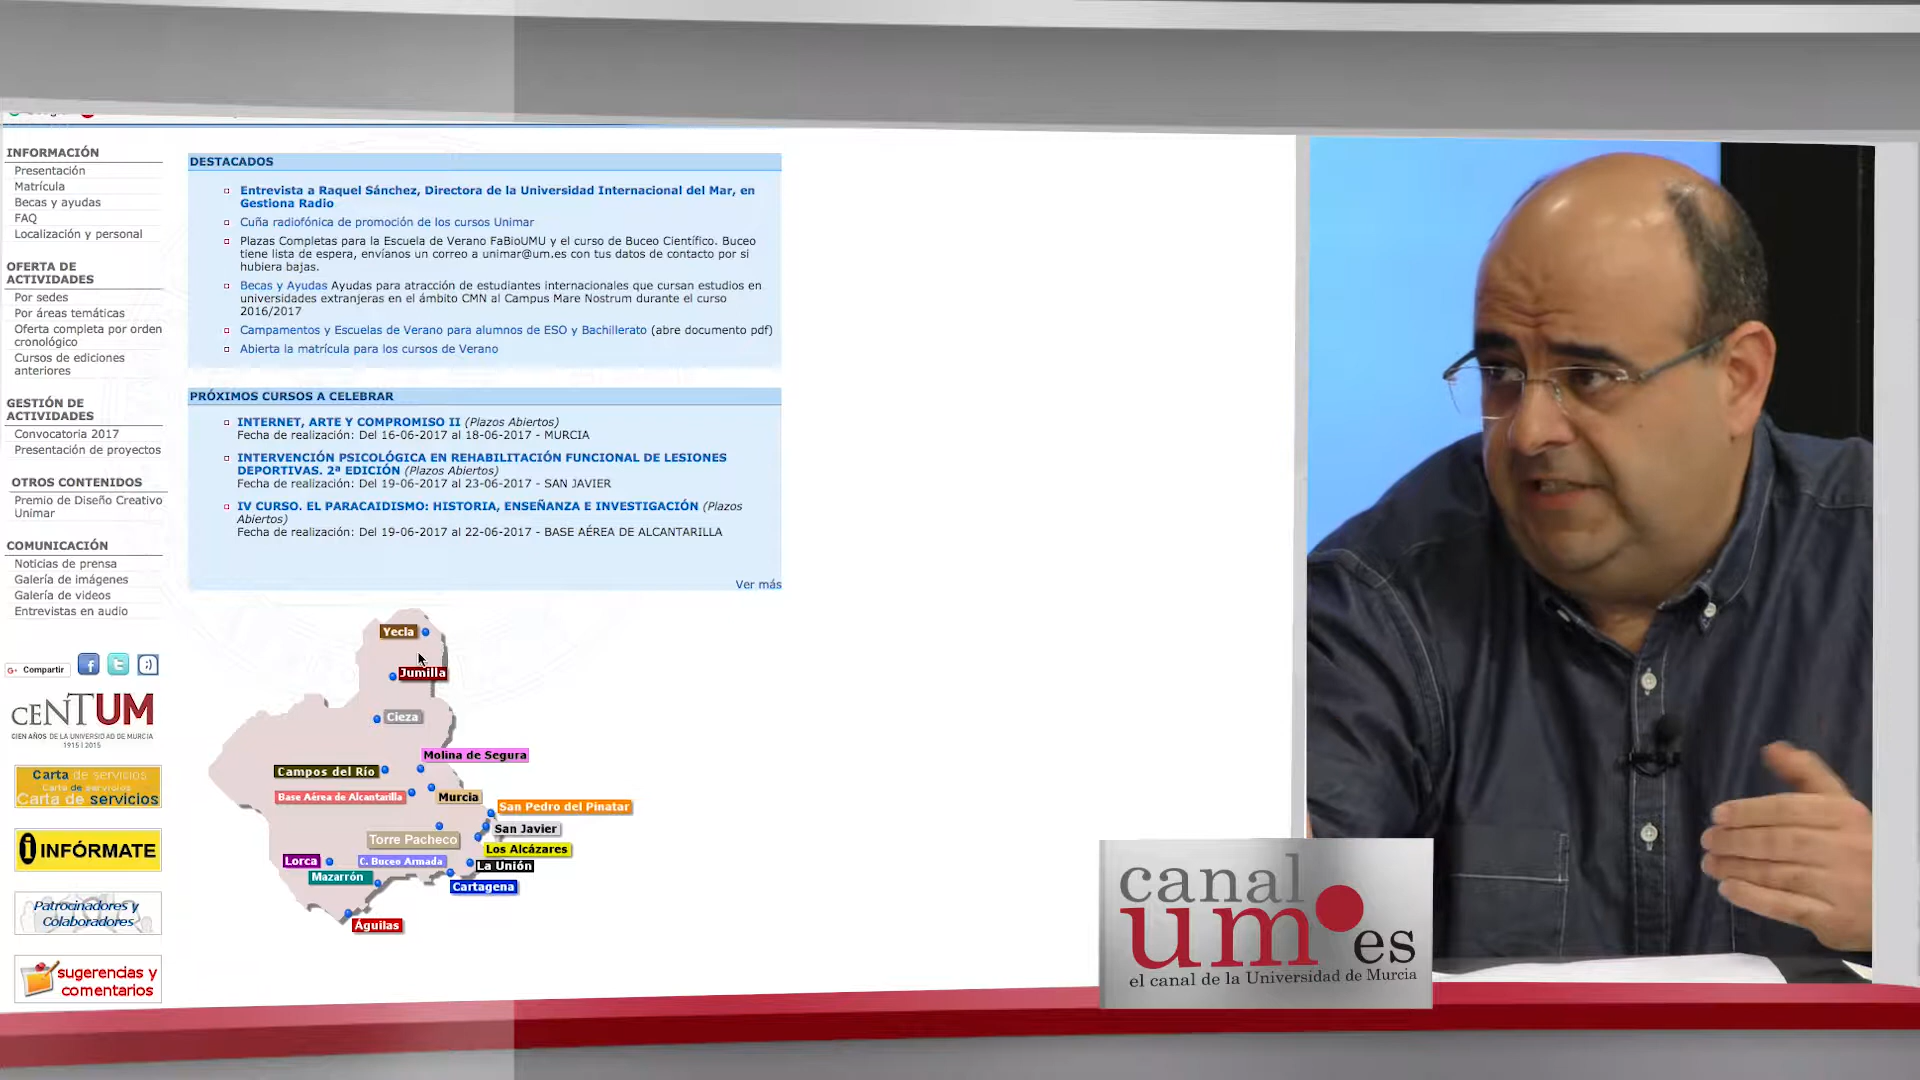 INFORMACIÓN
Presentación
Matrícula
Becas y ayudas
FAQ
Localización y personal
OFERTA DE
ACTIVIDADES
Por sedes
Por áreas temáticas
Oferta completa por orden
cronológico
Cursos de ediciones
anteriores
GESTIÓN DE
ACTIVIDADES
Convocatoria 2017
Presentación de proyectos
OTROS CONTENIDOS
Premio de Diseño Creativo
Unimar
COMUNICACIÓN
Noticias de prensa
Galería de imágenes
Galería de videos
Entrevistas en audio
G+ Compartir
CENTUM
CIEN AÑOS DE LA UNIVERSIDAD DE MURCIA
1915 | 2015
Carta de servicios
Carta de servicios
Carta de servicios
i INFÓRMATE
Patrocinadores y
Colaboradores
sugerencias y
comentarios
DESTACADOS
Entrevista a Raquel Sánchez, Directora de la Universidad Internacional del Mar, en
Gestiona Radio
Cuña radiofónica de promoción de los cursos Unimar
Plazas Completas para la Escuela de Verano FaBioUMU y el curso de Buceo Científico. Buceo
tiene lista de espera, envíanos un correo a unimar@um.es con tus datos de contacto por si
hubiera bajas.
Becas y Ayudas Ayudas para atracción de estudiantes internacionales que cursan estudios en
universidades extranjeras en el ámbito CMN al Campus Mare Nostrum durante el curso
2016/2017
Campamentos y Escuelas de Verano para alumnos de ESO y Bachillerato (abre documento pdf)
Abierta la matrícula para los cursos de Verano
PRÓXIMOS CURSOS A CELEBRAR
INTERNET, ARTE Y COMPROMISO II (Plazos Abiertos)
Fecha de realización: Del 16-06-2017 al 18-06-2017 - MURCIA
INTERVENCIÓN PSICOLÓGICA EN REHABILITACIÓN FUNCIONAL DE LESIONES
DEPORTIVAS. 2ª EDICIÓN (Plazos Abiertos)
Fecha de realización: Del 19-06-2017 al 23-06-2017 - SAN JAVIER
IV CURSO. EL PARACAIDISMO: HISTORIA, ENSEÑANZA E INVESTIGACIÓN (Plazos
Abiertos)
Fecha de realización: Del 19-06-2017 al 22-06-2017 - BASE AÉREA DE ALCANTARILLA
Ver más
Yecla
Jumilla
Cieza
Molina de Segura
Campos del Río
Base Aérea de Alcantarilla
Murcia
San Pedro del Pinatar
San Javier
Torre Pacheco
Los Alcázares
Lorca
C. Buceo Armada
La Unión
Mazarrón
Cartagena
Águilas
canal
um.es
el canal de la Universidad de Murcia